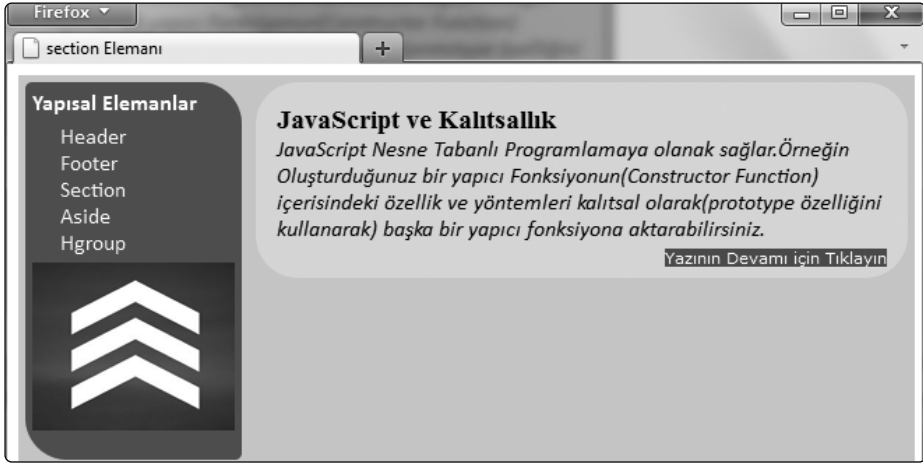 Firefox
section Elemanı
+
Yapısal Elemanlar
Header
Footer
Section
Aside
Hgroup
JavaScript ve Kalıtsallık
JavaScript Nesne Tabanlı Programlamaya olanak sağlar.Örneğin
Oluşturduğunuz bir yapıcı Fonksiyonun(Constructor Function)
içerisindeki özellik ve yöntemleri kalıtsal olarak(prototype özelliğini
kullanarak) başka bir yapıcı fonksiyona aktarabilirsiniz.
Yazının Devamı için Tıklayın